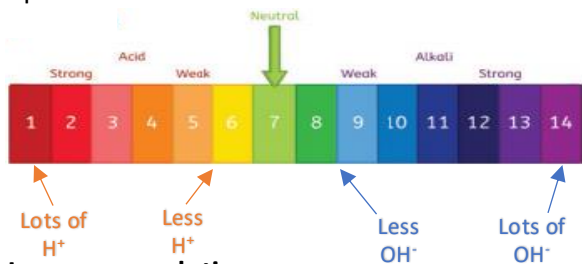 Neutral
Acid
Alkali
Strong Weak Weak Strong
1 2 3 4 5 6 7 8 9 10 11 12 13 14
Lots of
H⁺
Less
H⁺
Less
OH⁻
Lots of
OH⁻